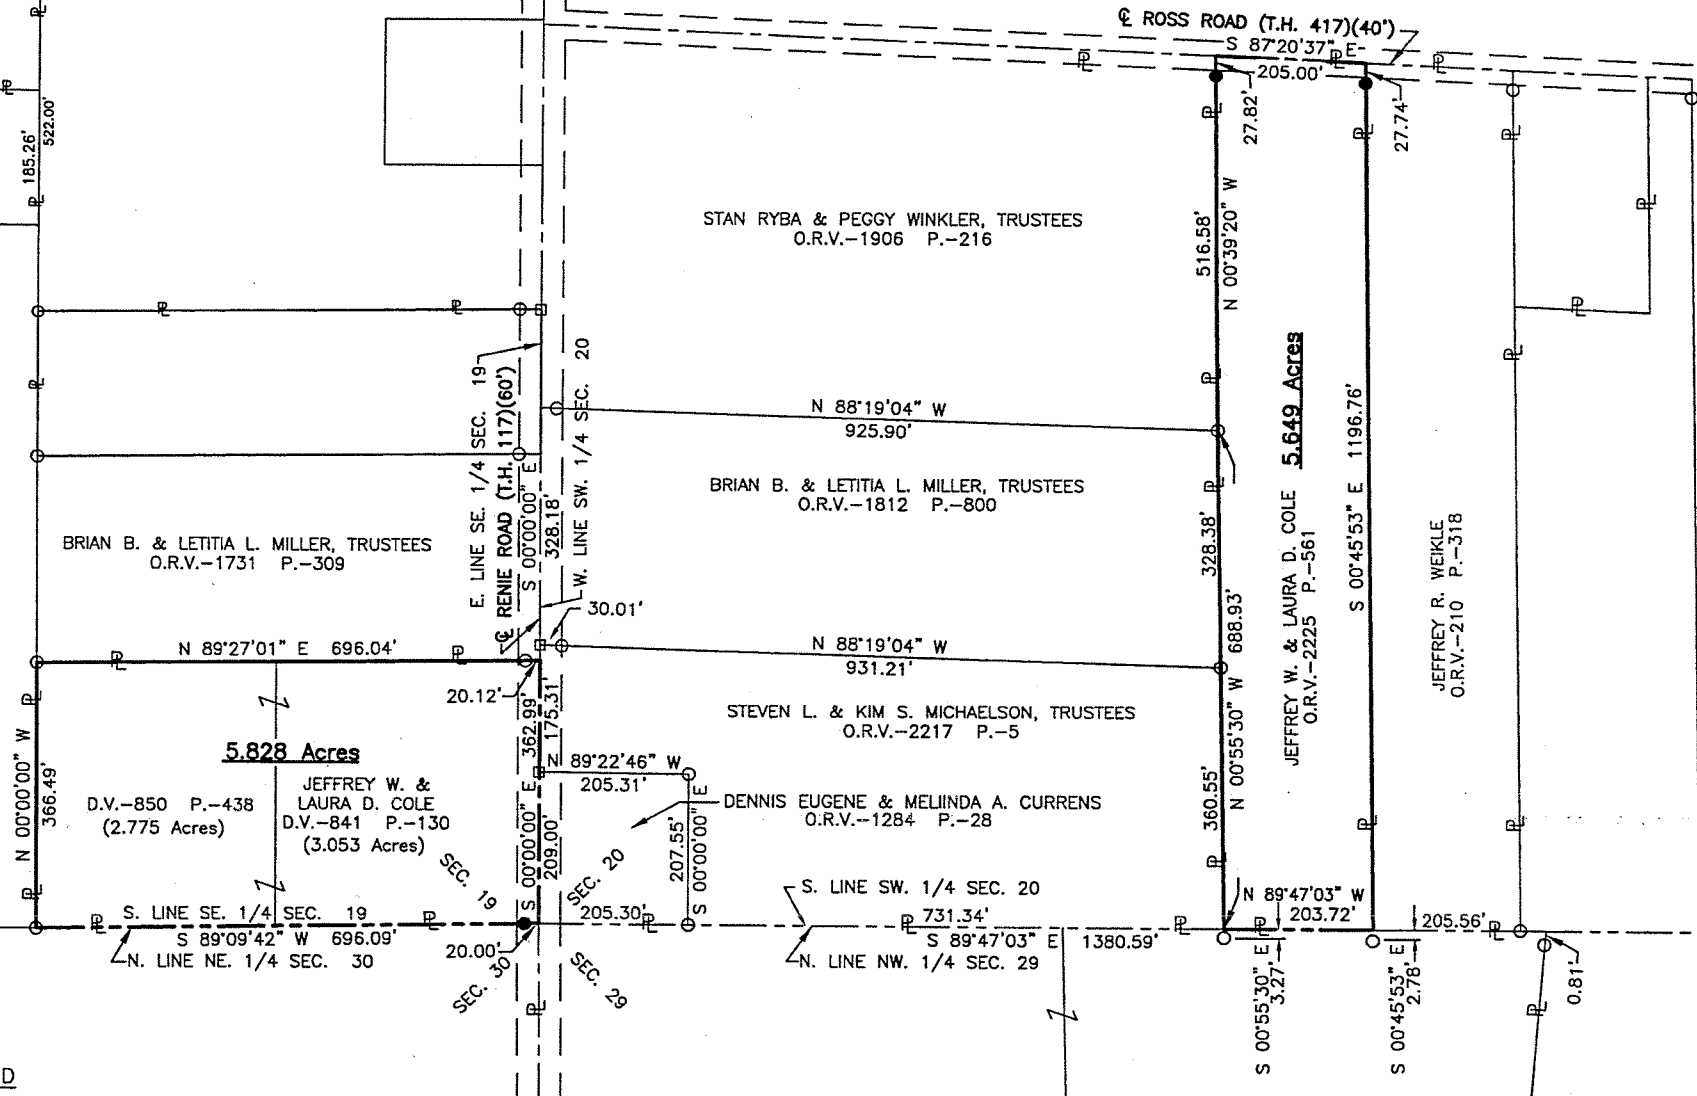 ℄ ROSS ROAD (T.H. 417)(40')
S 87°20'37" E
205.00'
27.82'
27.74'
185.26'
522.00'
STAN RYBA & PEGGY WINKLER, TRUSTEES
O.R.V.-1906 P.-216
516.58'
N 00°39'20" W
5.649 Acres
S 00°45'53" E 1196.76'
E. LINE SE. 1/4 SEC. 19
℄ RENIE ROAD (T.H. 117)(60')
S 00°00'00" E
328.18'
W. LINE SW. 1/4 SEC. 20
N 88°19'04" W
925.90'
BRIAN B. & LETITIA L. MILLER, TRUSTEES
O.R.V.-1812 P.-800
328.38'
JEFFREY W. & LAURA D. COLE
O.R.V.-2225 P.-561
JEFFREY R. WEIKLE
O.R.V.-210 P.-318
BRIAN B. & LETITIA L. MILLER, TRUSTEES
O.R.V.-1731 P.-309
30.01'
N 89°27'01" E 696.04'
N 88°19'04" W
931.21'
688.93'
N 00°55'30" W
360.55'
20.12'
362.99'
175.31'
S 00°00'00" E
209.00'
STEVEN L. & KIM S. MICHAELSON, TRUSTEES
O.R.V.-2217 P.-5
5.828 Acres
N 00°00'00" W
366.49'
D.V.-850 P.-438
(2.775 Acres)
JEFFREY W. &
LAURA D. COLE
D.V.-841 P.-130
(3.053 Acres)
N 89°22'46" W
205.31'
207.55'
S 00°00'00" E
DENNIS EUGENE & MELIINDA A. CURRENS
O.R.V.-1284 P.-28
SEC. 19
SEC. 20
S. LINE SE. 1/4 SEC. 19
S 89°09'42" W 696.09'
N. LINE NE. 1/4 SEC. 30
20.00'
SEC. 30
SEC. 29
205.30'
S. LINE SW. 1/4 SEC. 20
731.34'
S 89°47'03" E 1380.59'
N. LINE NW. 1/4 SEC. 29
N 89°47'03" W
203.72'
205.56'
S 00°55'30" E
3.27'
S 00°45'53" E
2.78'
0.81'
D